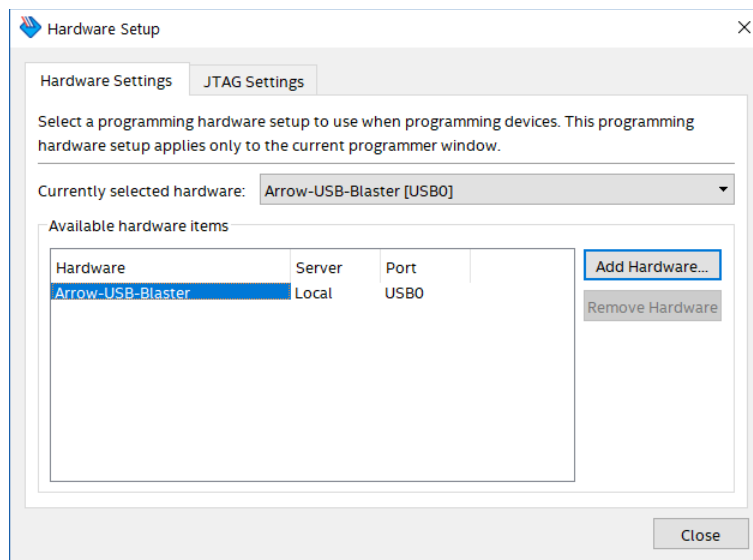 Hardware Setup
Hardware Settings
JTAG Settings
Select a programming hardware setup to use when programming devices. This programming
hardware setup applies only to the current programmer window.
Currently selected hardware: Arrow-USB-Blaster [USB0]
Available hardware items
Hardware Server Port
Arrow-USB-Blaster Local USB0
Add Hardware...
Remove Hardware
Close